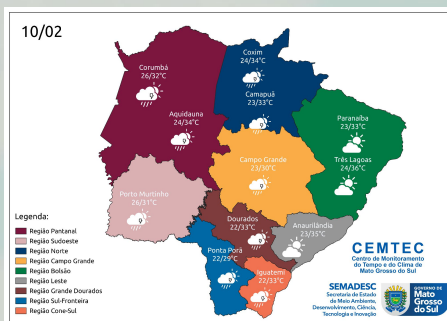 10/02
Corumbá
26/32°C
Aquidauna
24/34°C
Coxim
24/34°C
Camapuã
23/33°C
Paranaíba
23/33°C
Três Lagoas
24/36°C
Campo Grande
23/30°C
Porto Murtinho
26/31°C
Dourados
22/33°C
Anaurilândia
23/35°C
Ponta Porã
22/29°C
Iguatemi
22/33°C
Legenda:
Região Pantanal
Região Sudoeste
Região Norte
Região Campo Grande
Região Bolsão
Região Leste
Região Grande Dourados
Região Sul-Fronteira
Região Cone-Sul
CEMTEC
Centro de Monitoramento
do Tempo e do Clima de
Mato Grosso do Sul
SEMADESC
Secretaria de Estado
de Meio Ambiente,
Desenvolvimento, Ciência,
Tecnologia e Inovação
GOVERNO DE
Mato
Grosso
do Sul